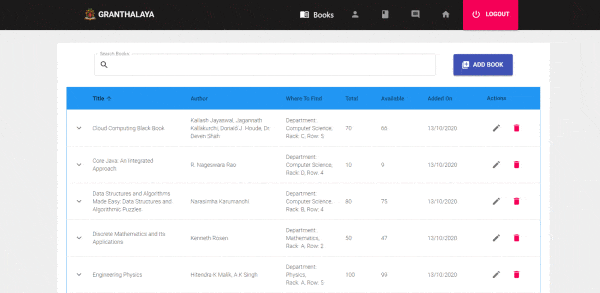 GRANTHALAYA Books LOGOUT
Search Books
ADD BOOK
Title Author Where To Find Total Available Added On Actions
Cloud Computing Black Book
Kailash Jayaswal, Jagannath
Kallakurchi, Donald J. Houde, Dr.
Deven Shah
Department:
Computer Science,
Rack: C, Row: 5
70 66 13/10/2020
Core Java: An Integrated
Approach
R. Nageswara Rao
Department:
Computer Science,
Rack: D, Row: 4
10 9 13/10/2020
Data Structures and Algorithms
Made Easy: Data Structures and
Algorithmic Puzzles
Narasimha Karumanchi
Department:
Computer Science,
Rack: B, Row: 4
80 75 13/10/2020
Discrete Mathematics and Its
Applications
Kenneth Rosen
Department:
Mathematics,
Rack: A, Row: 2
50 47 13/10/2020
Engineering Physics
Hitendra K Malik, A K Singh
Department:
Physics,
Rack: A, Row: 5
100 99 13/10/2020